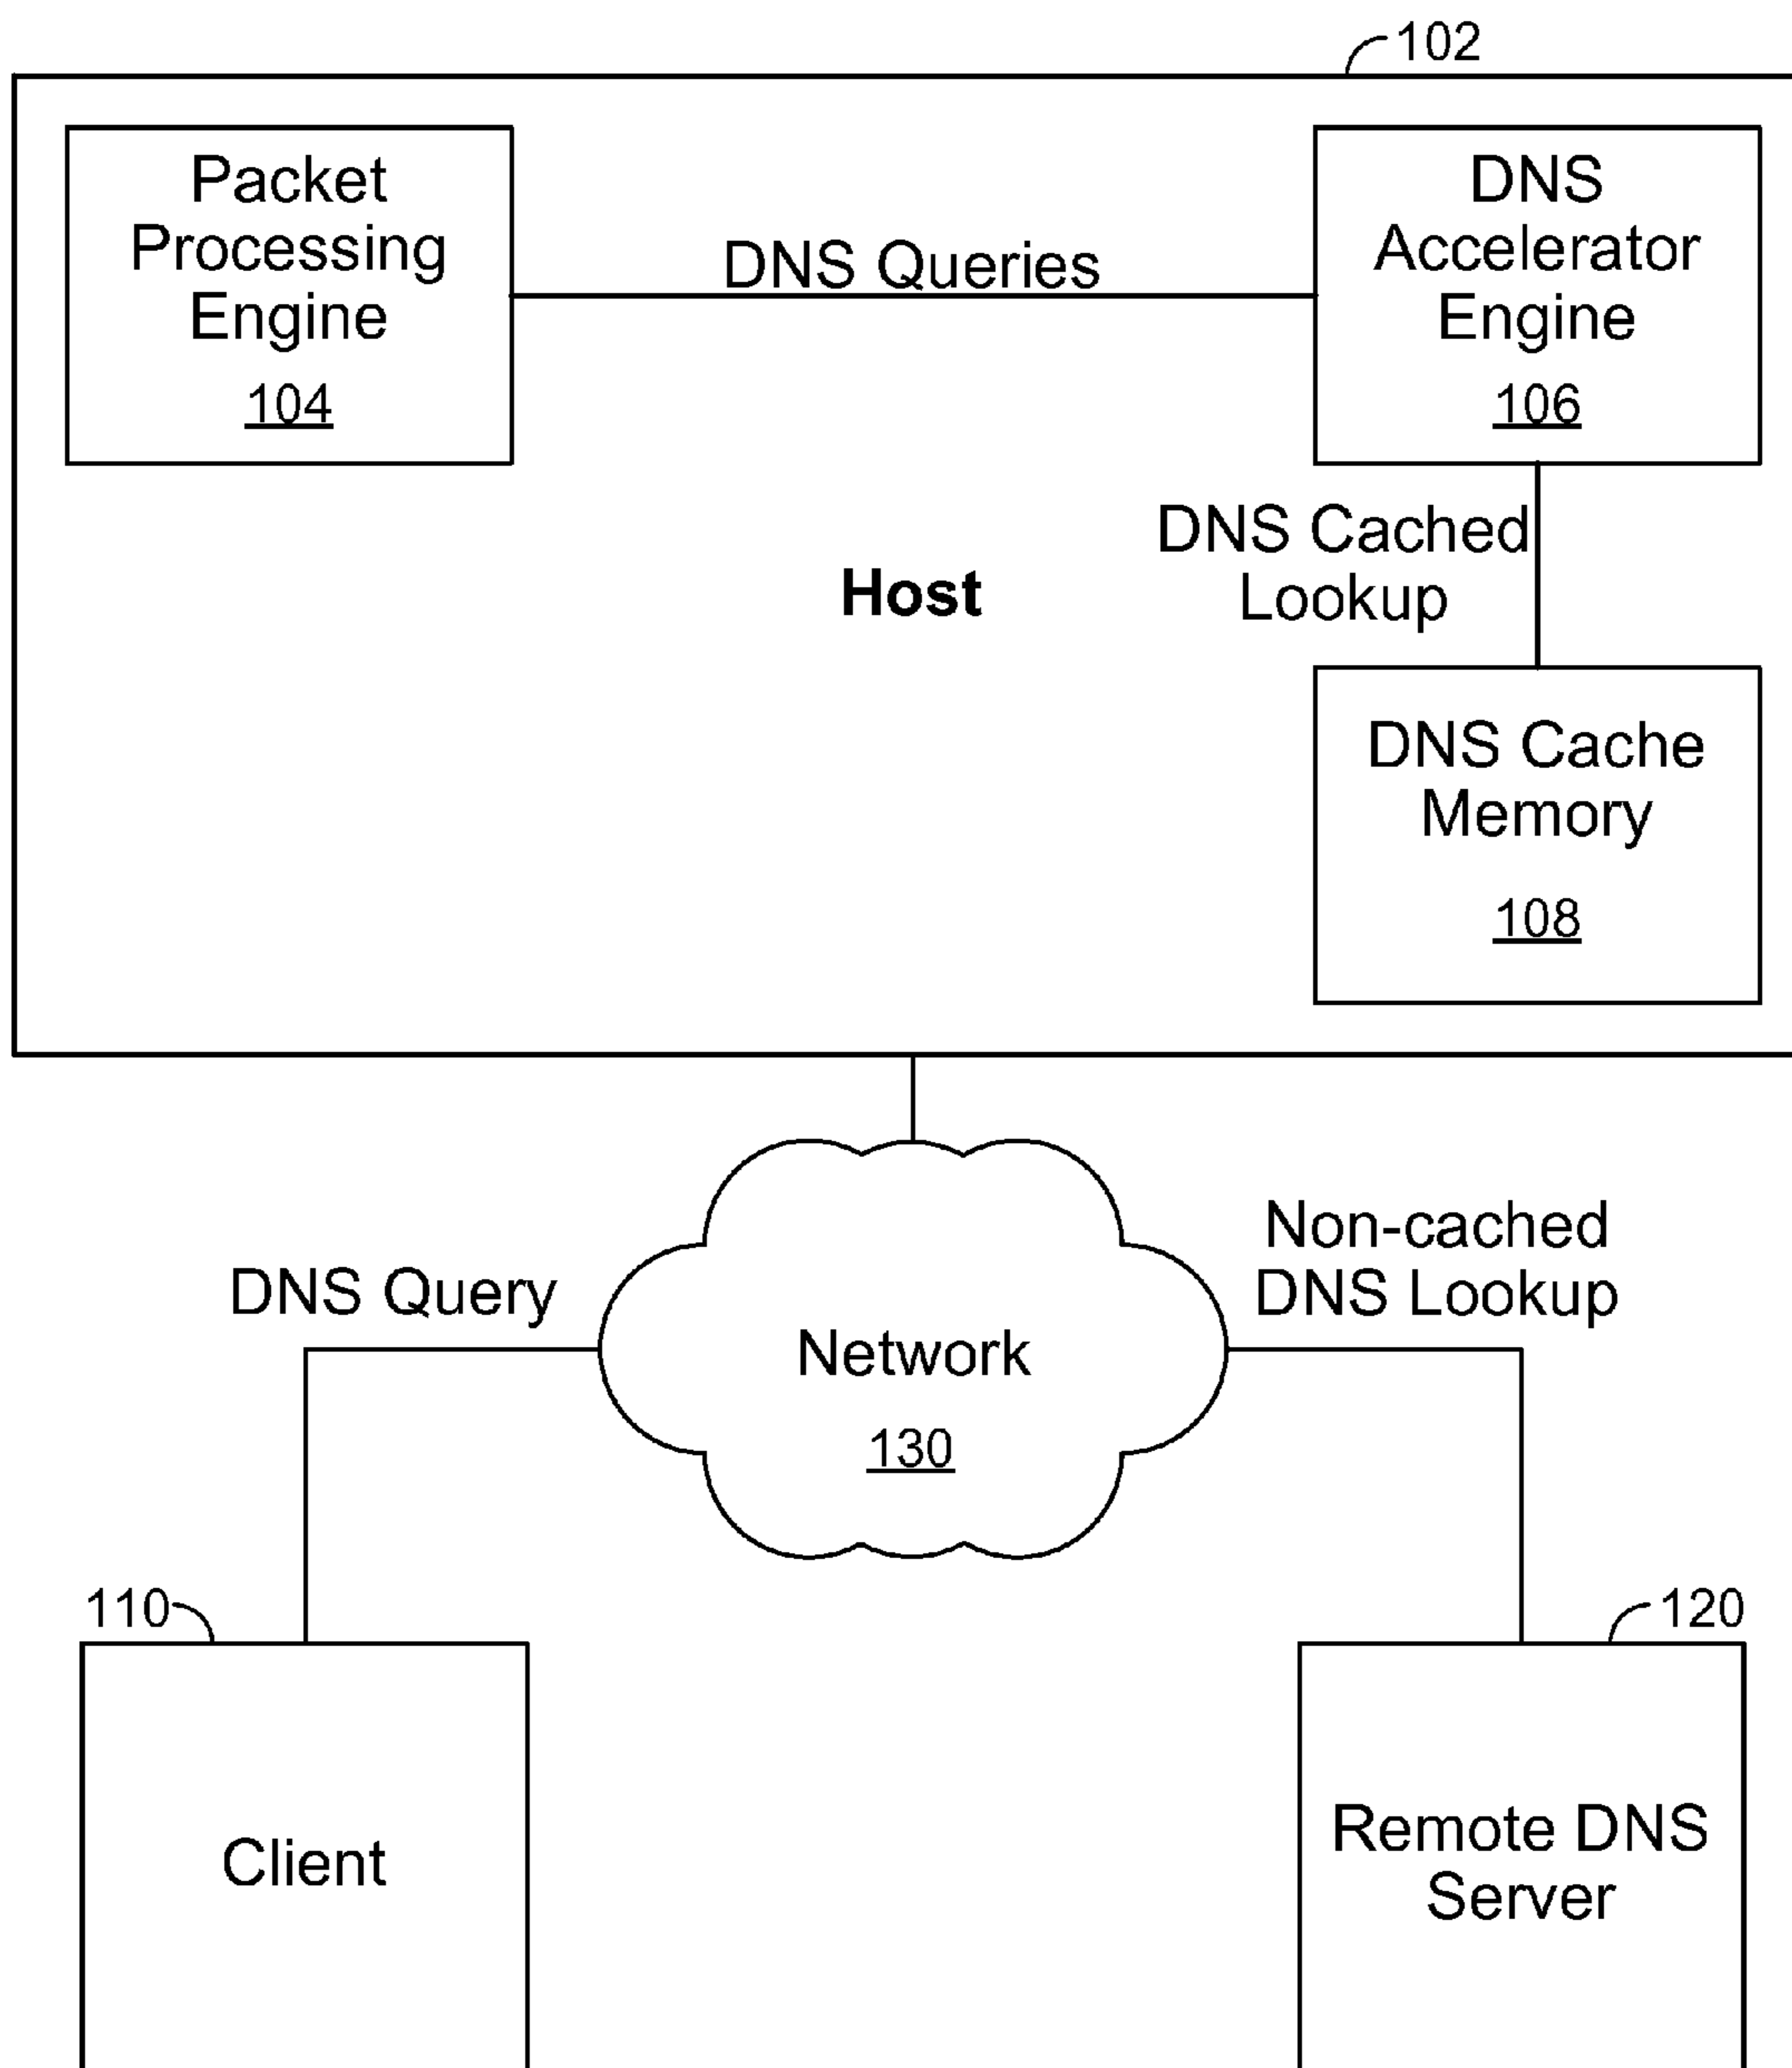 102
Packet
Processing
Engine
104
DNS Queries
DNS
Accelerator
Engine
106
DNS Cached
Lookup
Host
DNS Cache
Memory
108
DNS Query
Non-cached
DNS Lookup
Network
130
110
120
Client
Remote DNS
Server